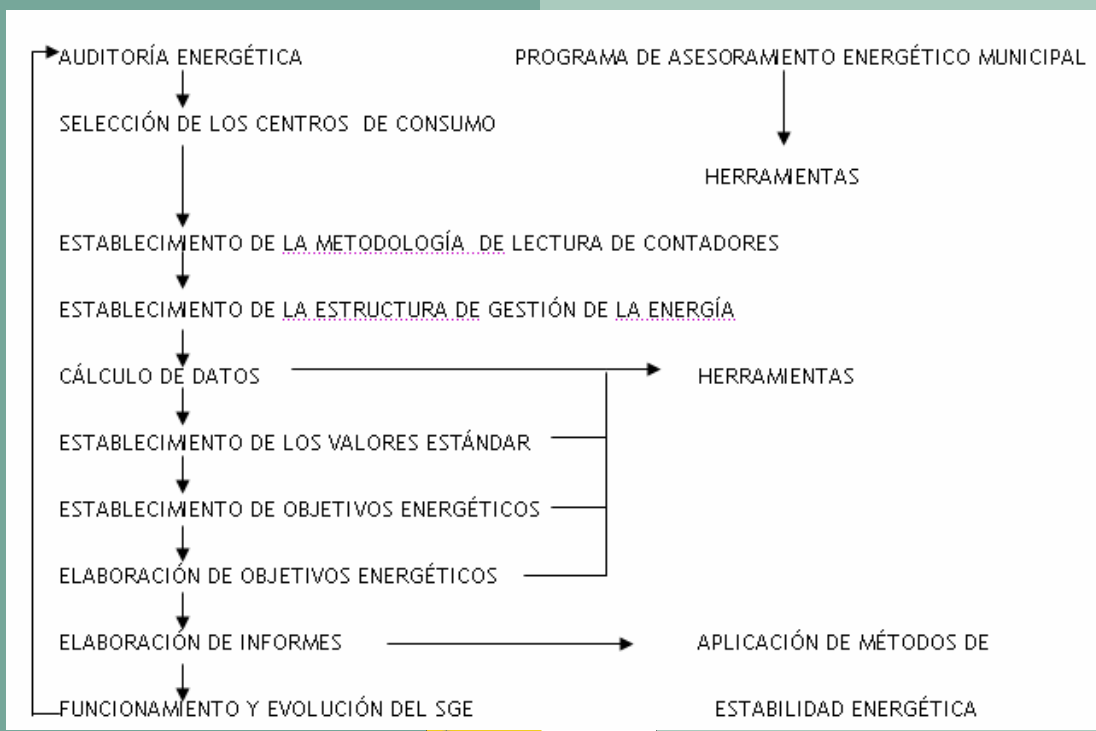 AUDITORÍA ENERGÉTICA
PROGRAMA DE ASESORAMIENTO ENERGÉTICO MUNICIPAL
SELECCIÓN DE LOS CENTROS DE CONSUMO
HERRAMIENTAS
ESTABLECIMIENTO DE LA METODOLOGÍA DE LECTURA DE CONTADORES
ESTABLECIMIENTO DE LA ESTRUCTURA DE GESTIÓN DE LA ENERGÍA
CÁLCULO DE DATOS
HERRAMIENTAS
ESTABLECIMIENTO DE LOS VALORES ESTÁNDAR
ESTABLECIMIENTO DE OBJETIVOS ENERGÉTICOS
ELABORACIÓN DE OBJETIVOS ENERGÉTICOS
ELABORACIÓN DE INFORMES
APLICACIÓN DE MÉTODOS DE
FUNCIONAMIENTO Y EVOLUCIÓN DEL SGE
ESTABILIDAD ENERGÉTICA